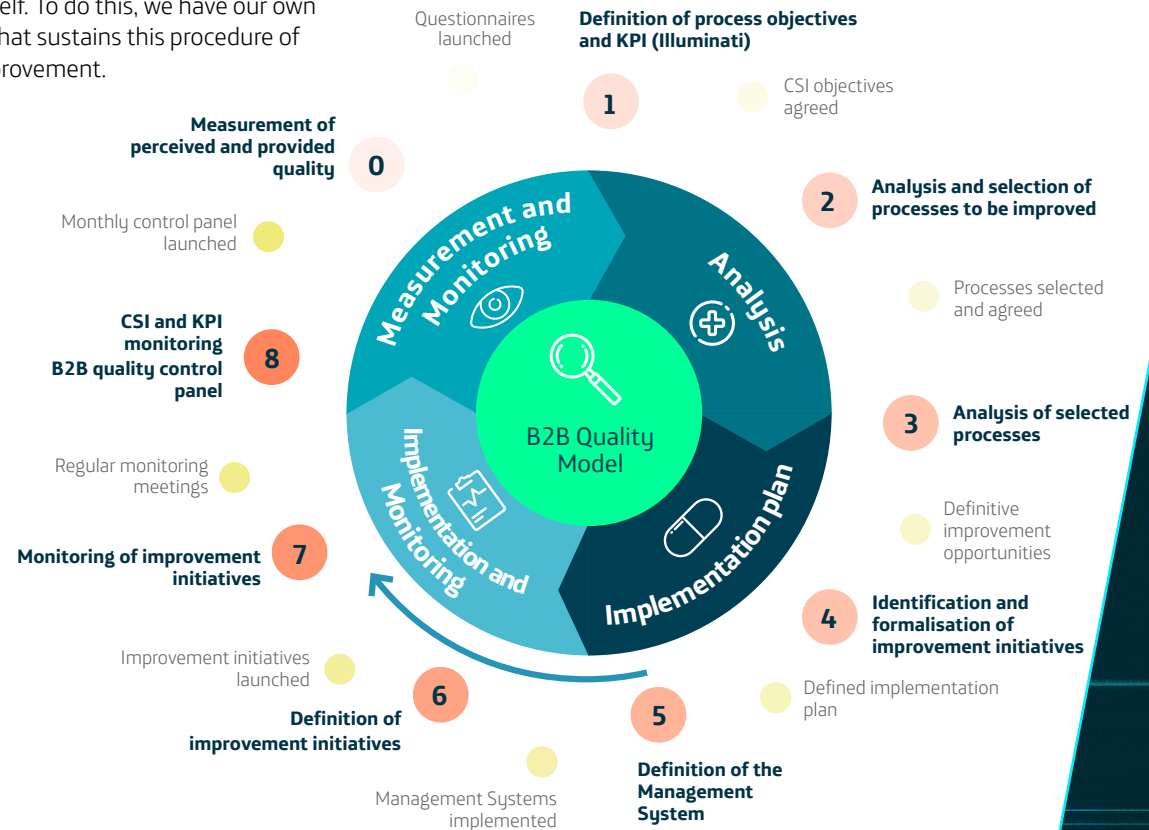 elf. To do this, we have our own
hat sustains this procedure of
rovement.
Questionnaires
launched
Definition of process objectives
and KPI (Illuminati)
1
CSI objectives
agreed
Measurement of
perceived and provided
quality
0
2
Analysis and selection of
processes to be improved
Monthly control panel
launched
Measurement and
Monitoring
Analysis
Processes selected
and agreed
CSI and KPI
monitoring
B2B quality control
panel
8
B2B Quality
Model
3
Analysis of selected
processes
Regular monitoring
meetings
Implementation and
Monitoring
Implementation plan
Definitive
improvement
opportunities
Monitoring of improvement
initiatives
7
4
Identification and
formalisation of
improvement initiatives
Improvement initiatives
launched
6
Definition of
improvement initiatives
5
Defined implementation
plan
Definition of the
Management
System
Management Systems
implemented